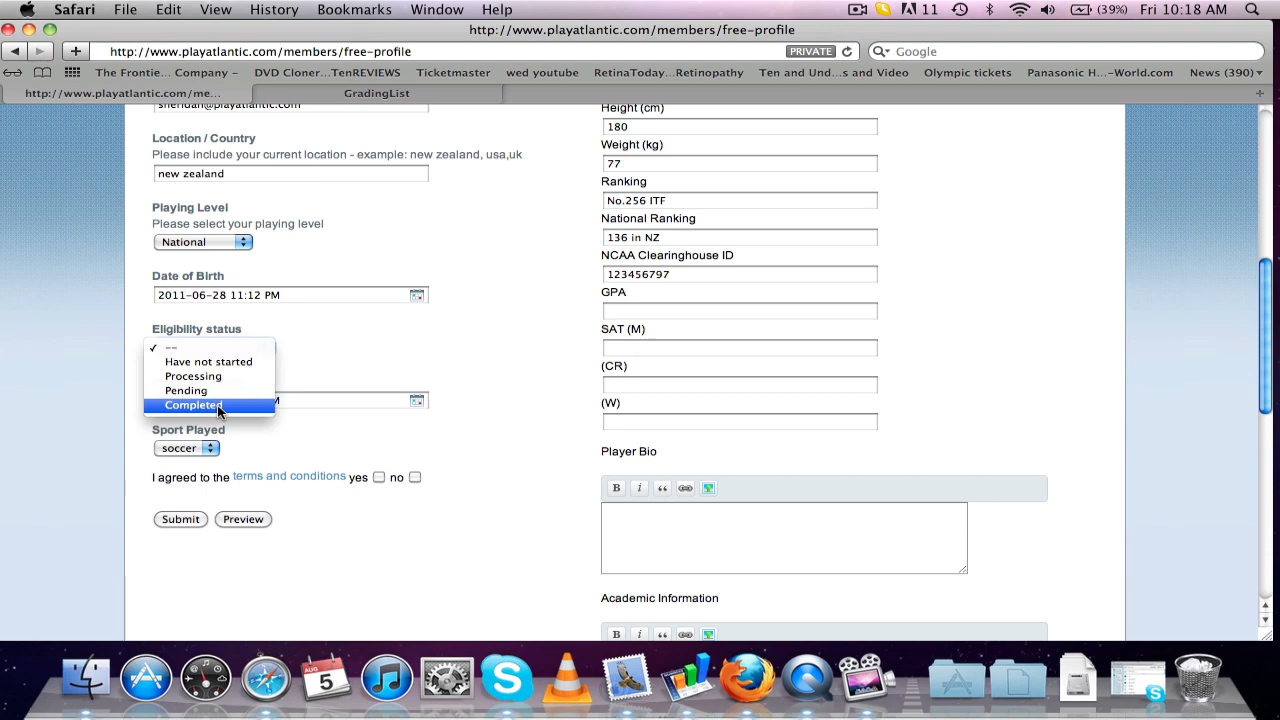 Safari File Edit View History Bookmarks Window Help 11 (39%) Fri 10:18 AM
http://www.playatlantic.com/members/free-profile
http://www.playatlantic.com/members/free-profile PRIVATE Google
The Frontie... Company – DVD Cloner...TenREVIEWS Ticketmaster wed youtube RetinaToday...Retinopathy Ten and Und...s and Video Olympic tickets Panasonic H...-World.com News (390)
http://www.playatlantic.com/me... GradingList
sheridan@playatlantic.com
Location / Country
Please include your current location - example: new zealand, usa,uk
new zealand
Playing Level
Please select your playing level
National
Date of Birth
2011-06-28 11:12 PM
Eligibility status
--
Have not started
Processing
Pending
Completed
M
Sport Played
soccer
I agreed to the terms and conditions yes no
Submit Preview
Height (cm)
180
Weight (kg)
77
Ranking
No.256 ITF
National Ranking
136 in NZ
NCAA Clearinghouse ID
123456797
GPA
SAT (M)
(CR)
(W)
Player Bio
B i “
Academic Information
B i “
AUG
5